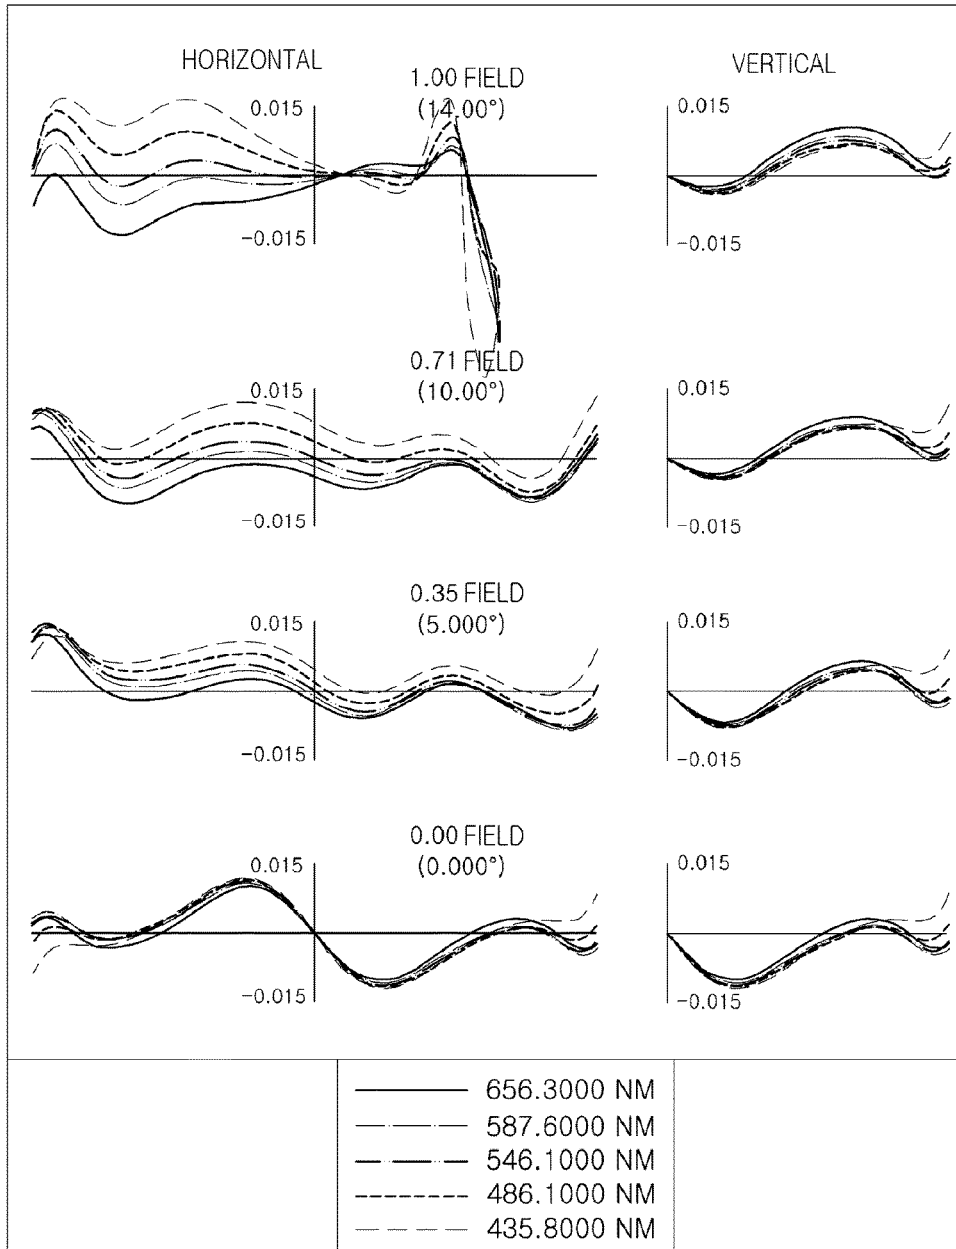 HORIZONTAL
VERTICAL
1.00 FIELD
(14.00°)
0.015
-0.015
0.015
-0.015
0.71 FIELD
(10.00°)
0.015
-0.015
0.015
-0.015
0.35 FIELD
(5.000°)
0.015
-0.015
0.015
-0.015
0.00 FIELD
(0.000°)
0.015
-0.015
0.015
-0.015
656.3000 NM
587.6000 NM
546.1000 NM
486.1000 NM
435.8000 NM